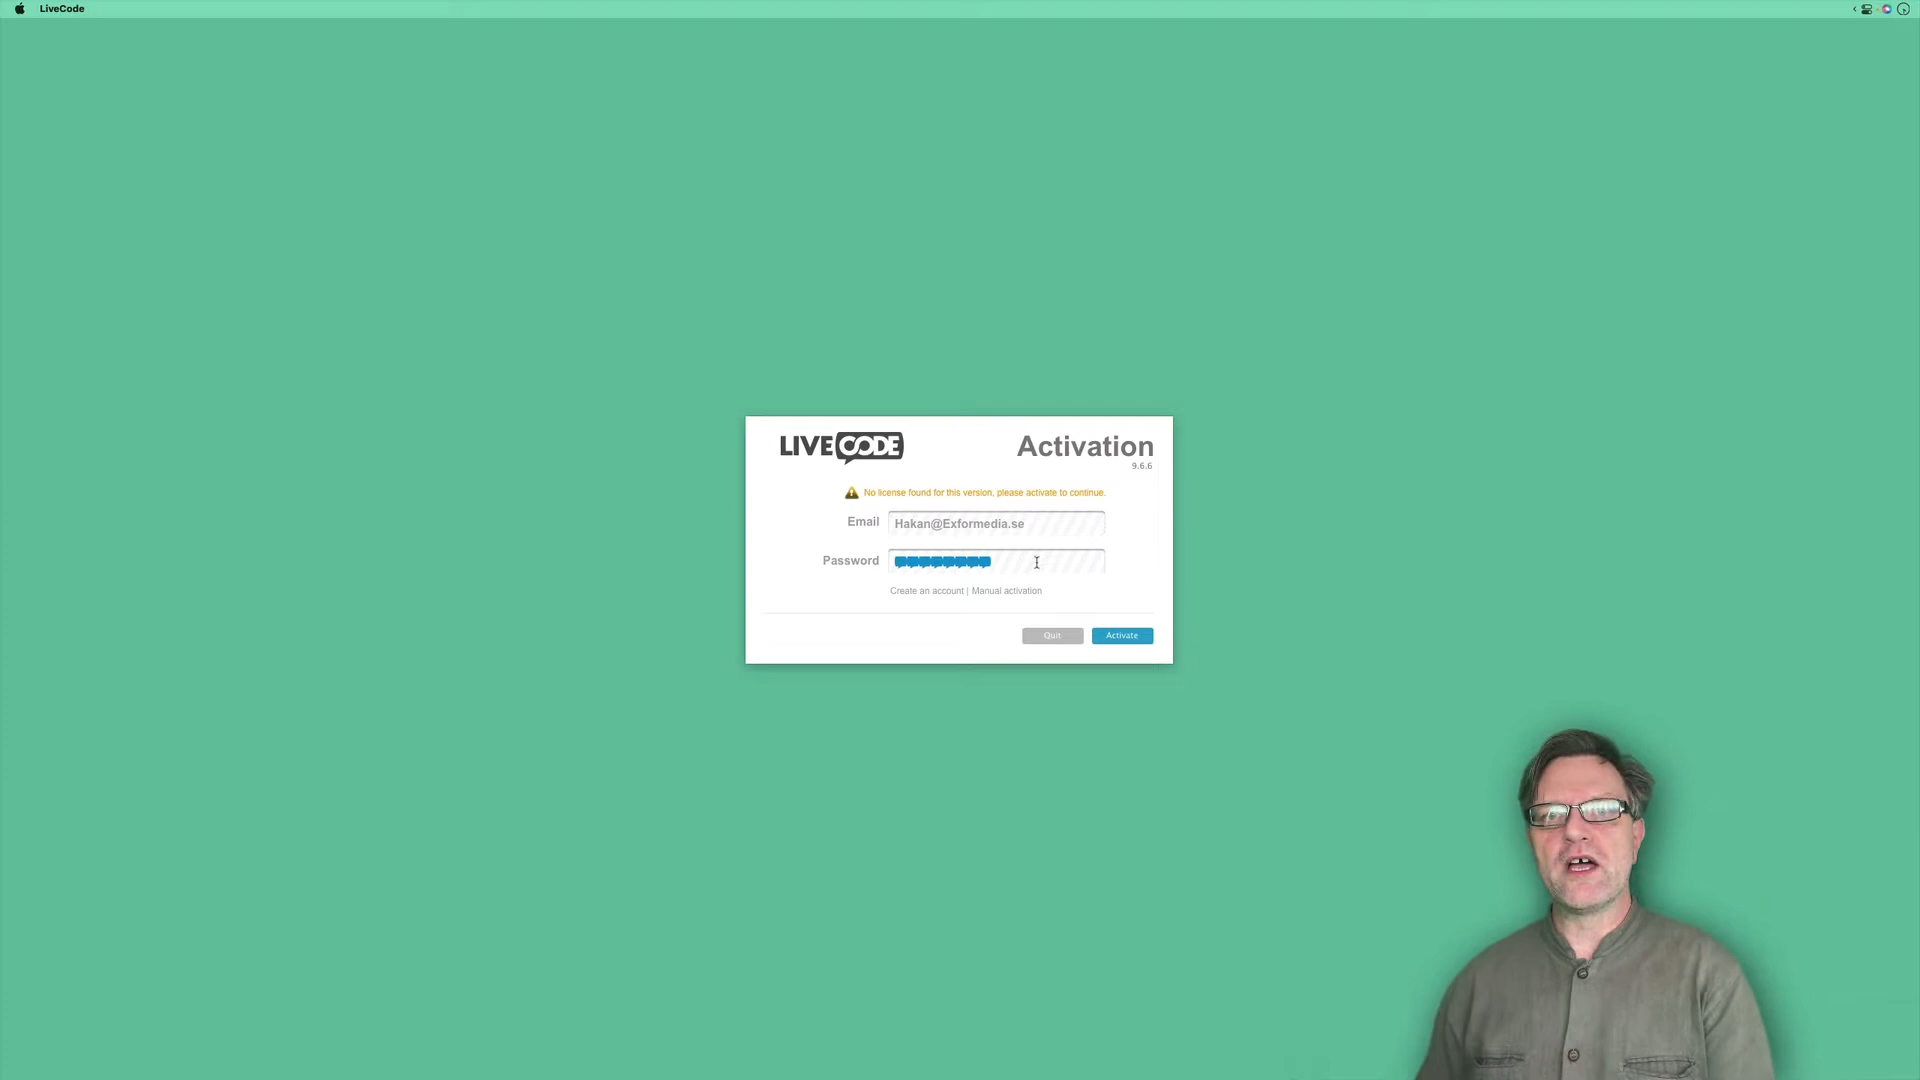 LiveCode
LIVECODE
Activation
9.6.6
No license found for this version, please activate to continue.
Email
Hakan@Exformedia.se
Password
Create an account | Manual activation
Quit
Activate